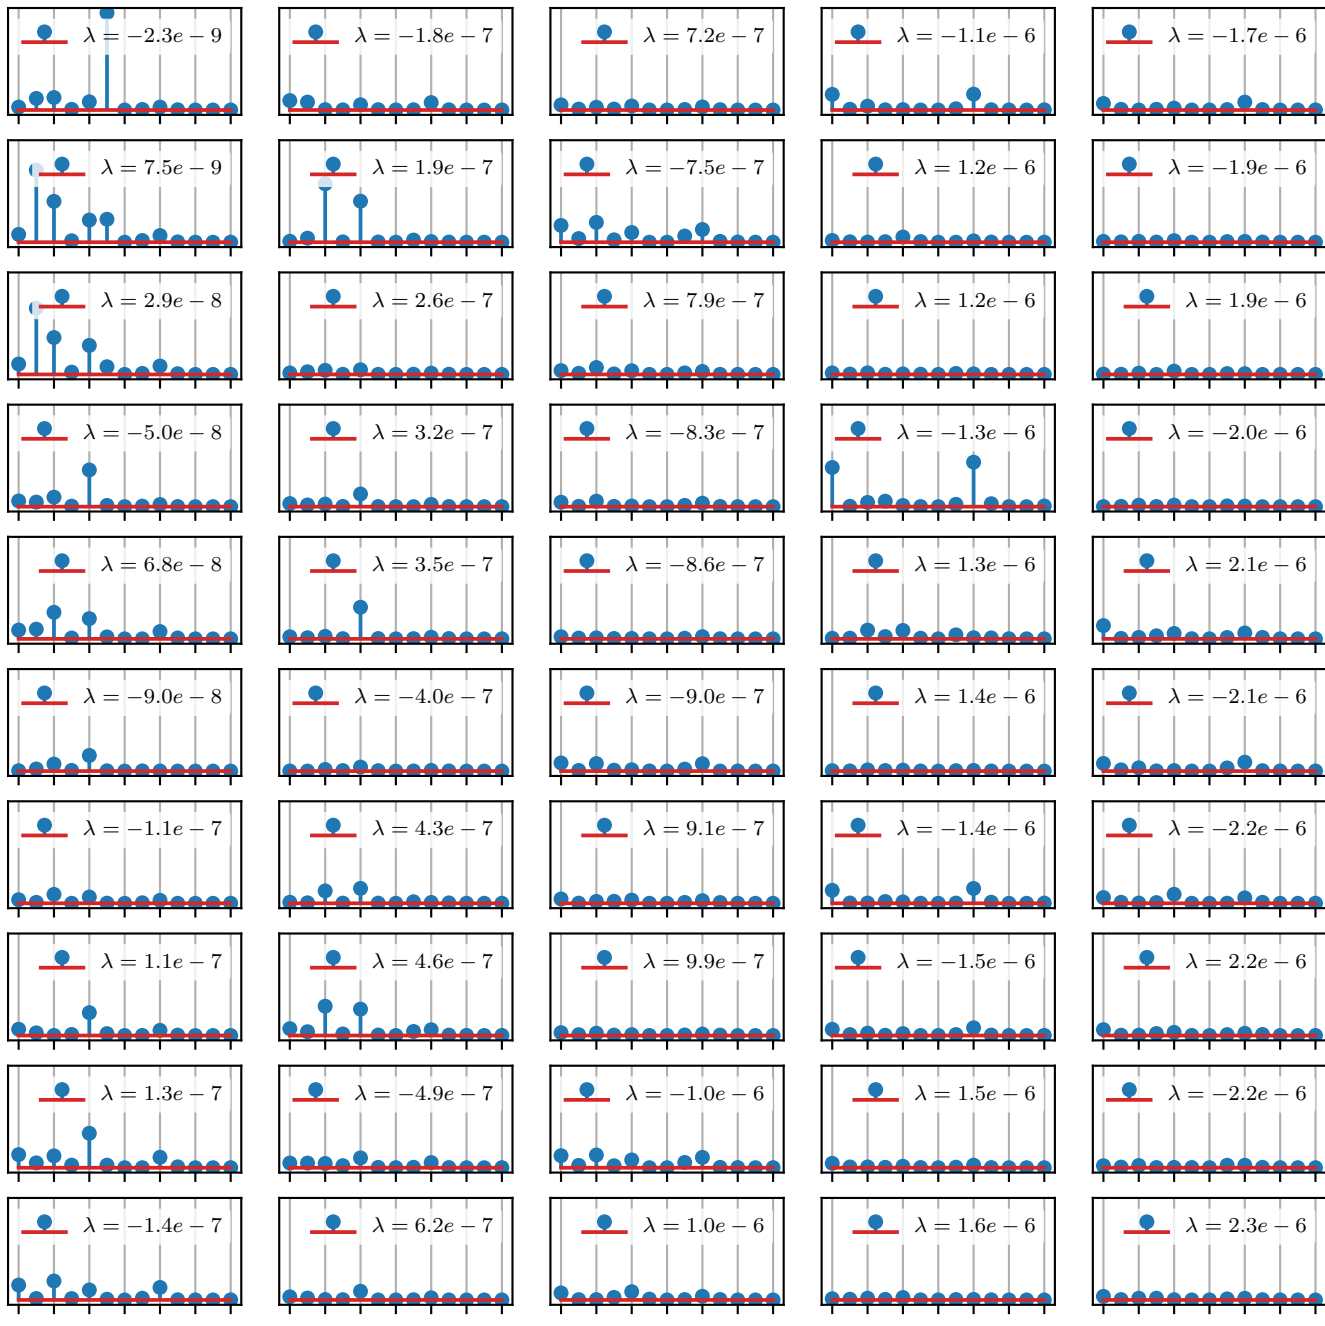 λ = −2.3e − 9
λ = −1.8e − 7
λ = 7.2e − 7
λ = −1.1e − 6
λ = −1.7e − 6
λ = 7.5e − 9
λ = 1.9e − 7
λ = −7.5e − 7
λ = 1.2e − 6
λ = −1.9e − 6
λ = 2.9e − 8
λ = 2.6e − 7
λ = 7.9e − 7
λ = 1.2e − 6
λ = 1.9e − 6
λ = −5.0e − 8
λ = 3.2e − 7
λ = −8.3e − 7
λ = −1.3e − 6
λ = −2.0e − 6
λ = 6.8e − 8
λ = 3.5e − 7
λ = −8.6e − 7
λ = 1.3e − 6
λ = 2.1e − 6
λ = −9.0e − 8
λ = −4.0e − 7
λ = −9.0e − 7
λ = 1.4e − 6
λ = −2.1e − 6
λ = −1.1e − 7
λ = 4.3e − 7
λ = 9.1e − 7
λ = −1.4e − 6
λ = −2.2e − 6
λ = 1.1e − 7
λ = 4.6e − 7
λ = 9.9e − 7
λ = −1.5e − 6
λ = 2.2e − 6
λ = 1.3e − 7
λ = −4.9e − 7
λ = −1.0e − 6
λ = 1.5e − 6
λ = −2.2e − 6
λ = −1.4e − 7
λ = 6.2e − 7
λ = 1.0e − 6
λ = 1.6e − 6
λ = 2.3e − 6